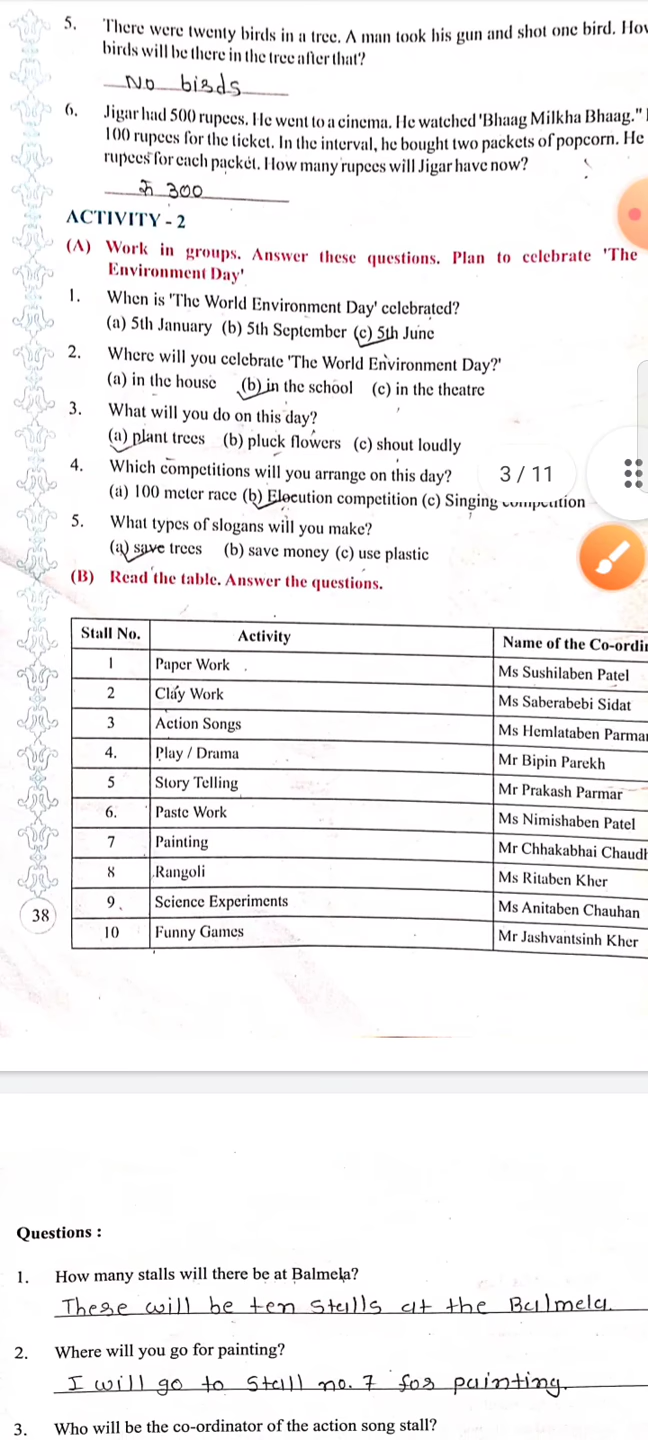 5. There were twenty birds in a tree. A man took his gun and shot one bird.
birds will be there in the tree after that?
No birds
6. Jigar had 500 rupees. He went to a cinema. He watched 'Bhaag Milkha Bhaag."
100 rupees for the ticket. In the interval, he bought two packets of popcorn. He
rupees for each packet. How many rupees will Jigar have now?
300
ACTIVITY - 2
(A) Work in groups. Answer these questions. Plan to celebrate 'The
Environment Day'
1. When is 'The World Environment Day' celebrated?
(a) 5th January (b) 5th September (c) 5th June
2. Where will you celebrate 'The World Environment Day?'
(a) in the house (b) in the school (c) in the theatre
3. What will you do on this day?
(a) plant trees (b) pluck flowers (c) shout loudly
4. Which competitions will you arrange on this day?
3 / 11
(a) 100 meter race (b) Elocution competition (c) Singing competition
5. What types of slogans will you make?
(a) save trees (b) save money (c) use plastic
(B) Read the table. Answer the questions.
Stall No. Activity Name of the
1 Paper Work Ms Sushilaben Patel
2 Clay Work Ms Saberabebi Sidat
3 Action Songs Ms Hemlataben Parmar
4. Play / Drama Mr Bipin Parekh
5 Story Telling Mr Prakash Parmar
6. Paste Work Ms Nimishaben Patel
7 Painting Mr Chhakabhai
8 Rangoli Ms Ritaben Kher
9. Science Experiments Ms Anitaben Chauhan
10 Funny Games Mr Jashvantsinh Kher
38
Questions :
1. How many stalls will there be at Balmela?
There will be ten stalls at the Balmela.
2. Where will you go for painting?
I will go to stall no. 7 for painting.
3. Who will be the co-ordinator of the action song stall?